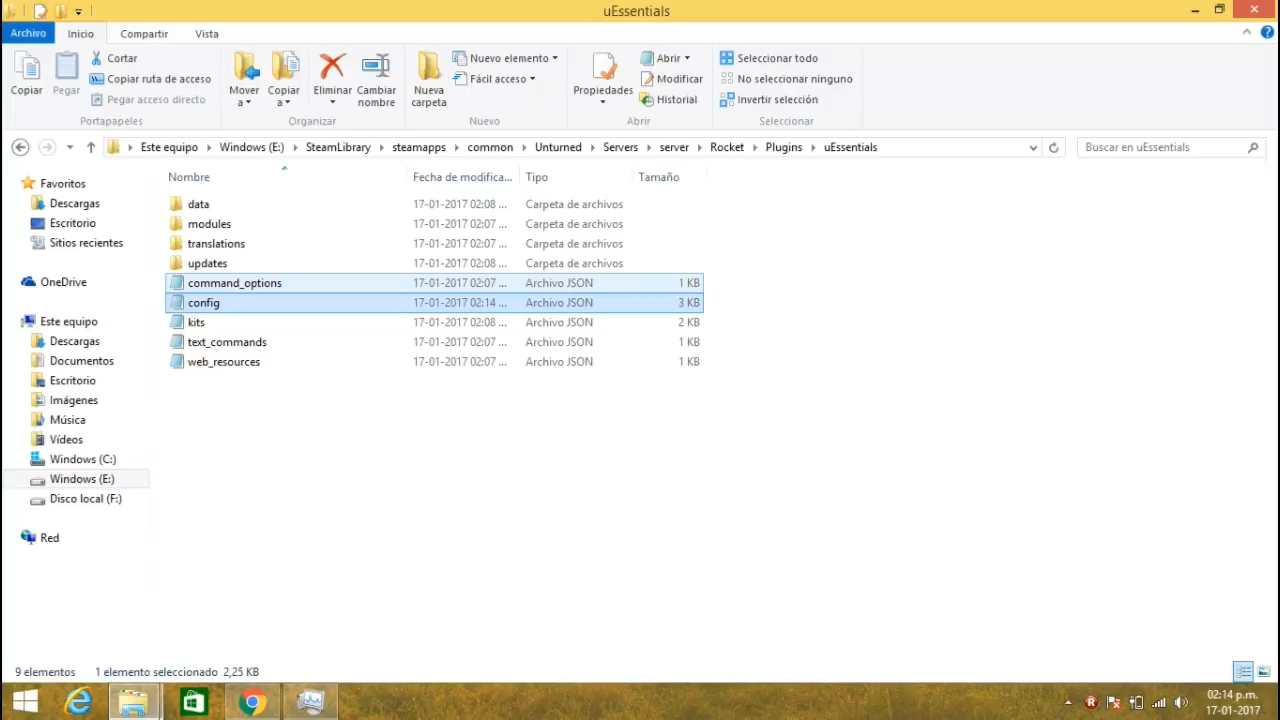 uEssentials
Archivo Inicio Compartir Vista
Copiar
Pegar
Cortar
Copiar ruta de acceso
Pegar acceso directo
Portapapeles
Mover a
Copiar a
Eliminar
Cambiar nombre
Organizar
Nueva carpeta
Nuevo elemento
Fácil acceso
Nuevo
Propiedades
Abrir
Modificar
Historial
Abrir
Seleccionar todo
No seleccionar ninguno
Invertir selección
Seleccionar
Este equipo Windows (E:) SteamLibrary steamapps common Unturned Servers server Rocket Plugins uEssentials
Buscar en uEssentials
Favoritos
Descargas
Escritorio
Sitios recientes
OneDrive
Este equipo
Descargas
Documentos
Escritorio
Imágenes
Música
Vídeos
Windows (C:)
Windows (E:)
Disco local (F:)
Red
Nombre Fecha de modifica... Tipo Tamaño
data 17-01-2017 02:08 ... Carpeta de archivos
modules 17-01-2017 02:07 ... Carpeta de archivos
translations 17-01-2017 02:07 ... Carpeta de archivos
updates 17-01-2017 02:08 ... Carpeta de archivos
command_options 17-01-2017 02:07 ... Archivo JSON 1 KB
config 17-01-2017 02:14 ... Archivo JSON 3 KB
kits 17-01-2017 02:08 ... Archivo JSON 2 KB
text_commands 17-01-2017 02:07 ... Archivo JSON 1 KB
web_resources 17-01-2017 02:07 ... Archivo JSON 1 KB
9 elementos 1 elemento seleccionado 2,25 KB
02:14 p.m.
17-01-2017